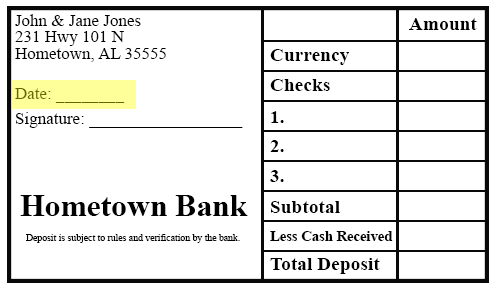 John & Jane Jones
231 Hwy 101 N
Hometown, AL 35555
Date: ________
Signature: __________________
Hometown Bank
Deposit is subject to rules and verification by the bank.
Amount
Currency
Checks
1.
2.
3.
Subtotal
Less Cash Received
Total Deposit